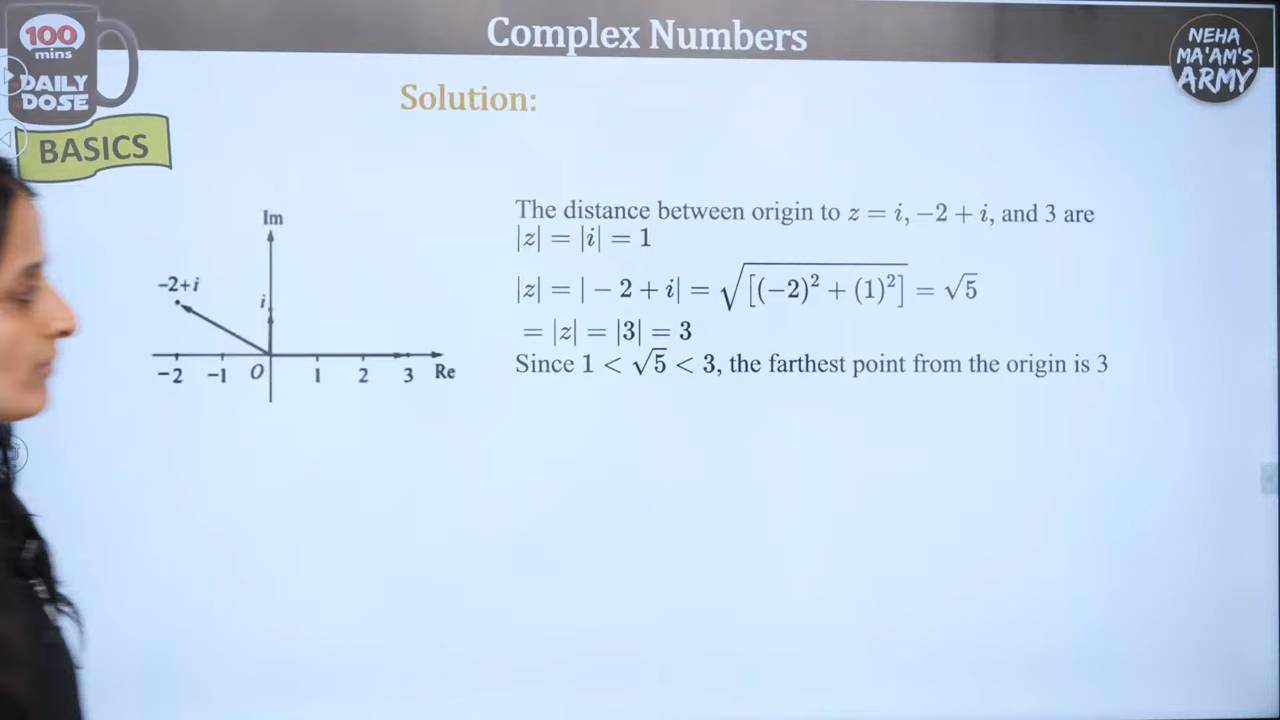 100
mins
DAILY
DOSE
BASICS
Complex Numbers
NEHA
MA'AM'S
ARMY
Solution:
Im
-2+i
i
-2 -1 O 1 2 3 Re
The distance between origin to z = i, −2 + i, and 3 are
|z| = |i| = 1
|z| = | − 2 + i| = √[(−2)² + (1)²] = √5
= |z| = |3| = 3
Since 1 < √5 < 3, the farthest point from the origin is 3